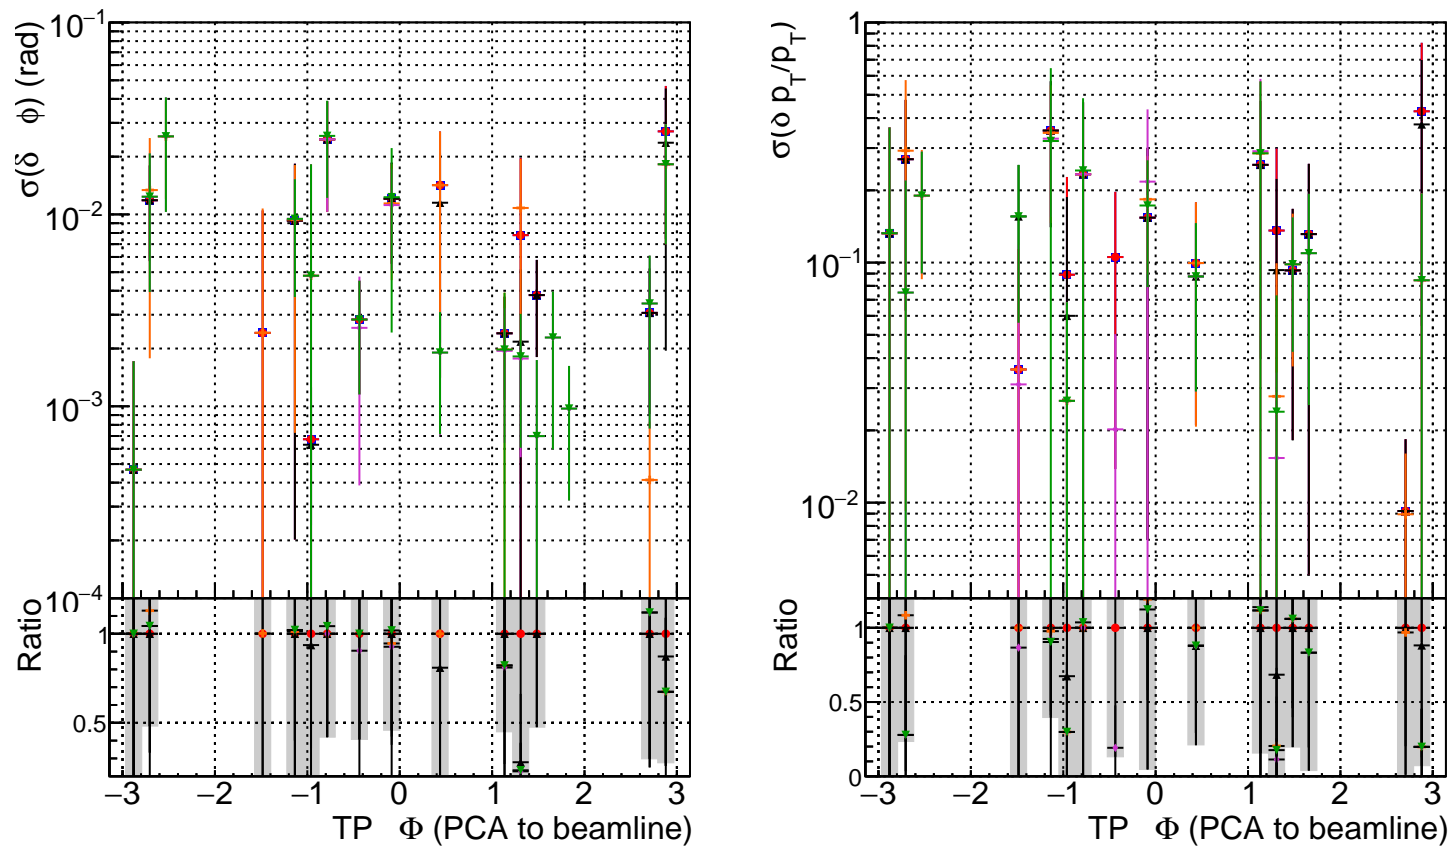 σ(δ φ) (rad)
10⁻¹
10⁻²
10⁻³
10⁻⁴
Ratio
1
0.5
−3 −2 −1 0 1 2 3
TP Φ (PCA to beamline)
σ(δ p_T/p_T)
1
10⁻¹
10⁻²
Ratio
1
0.5
0
−3 −2 −1 0 1 2 3
TP Φ (PCA to beamline)